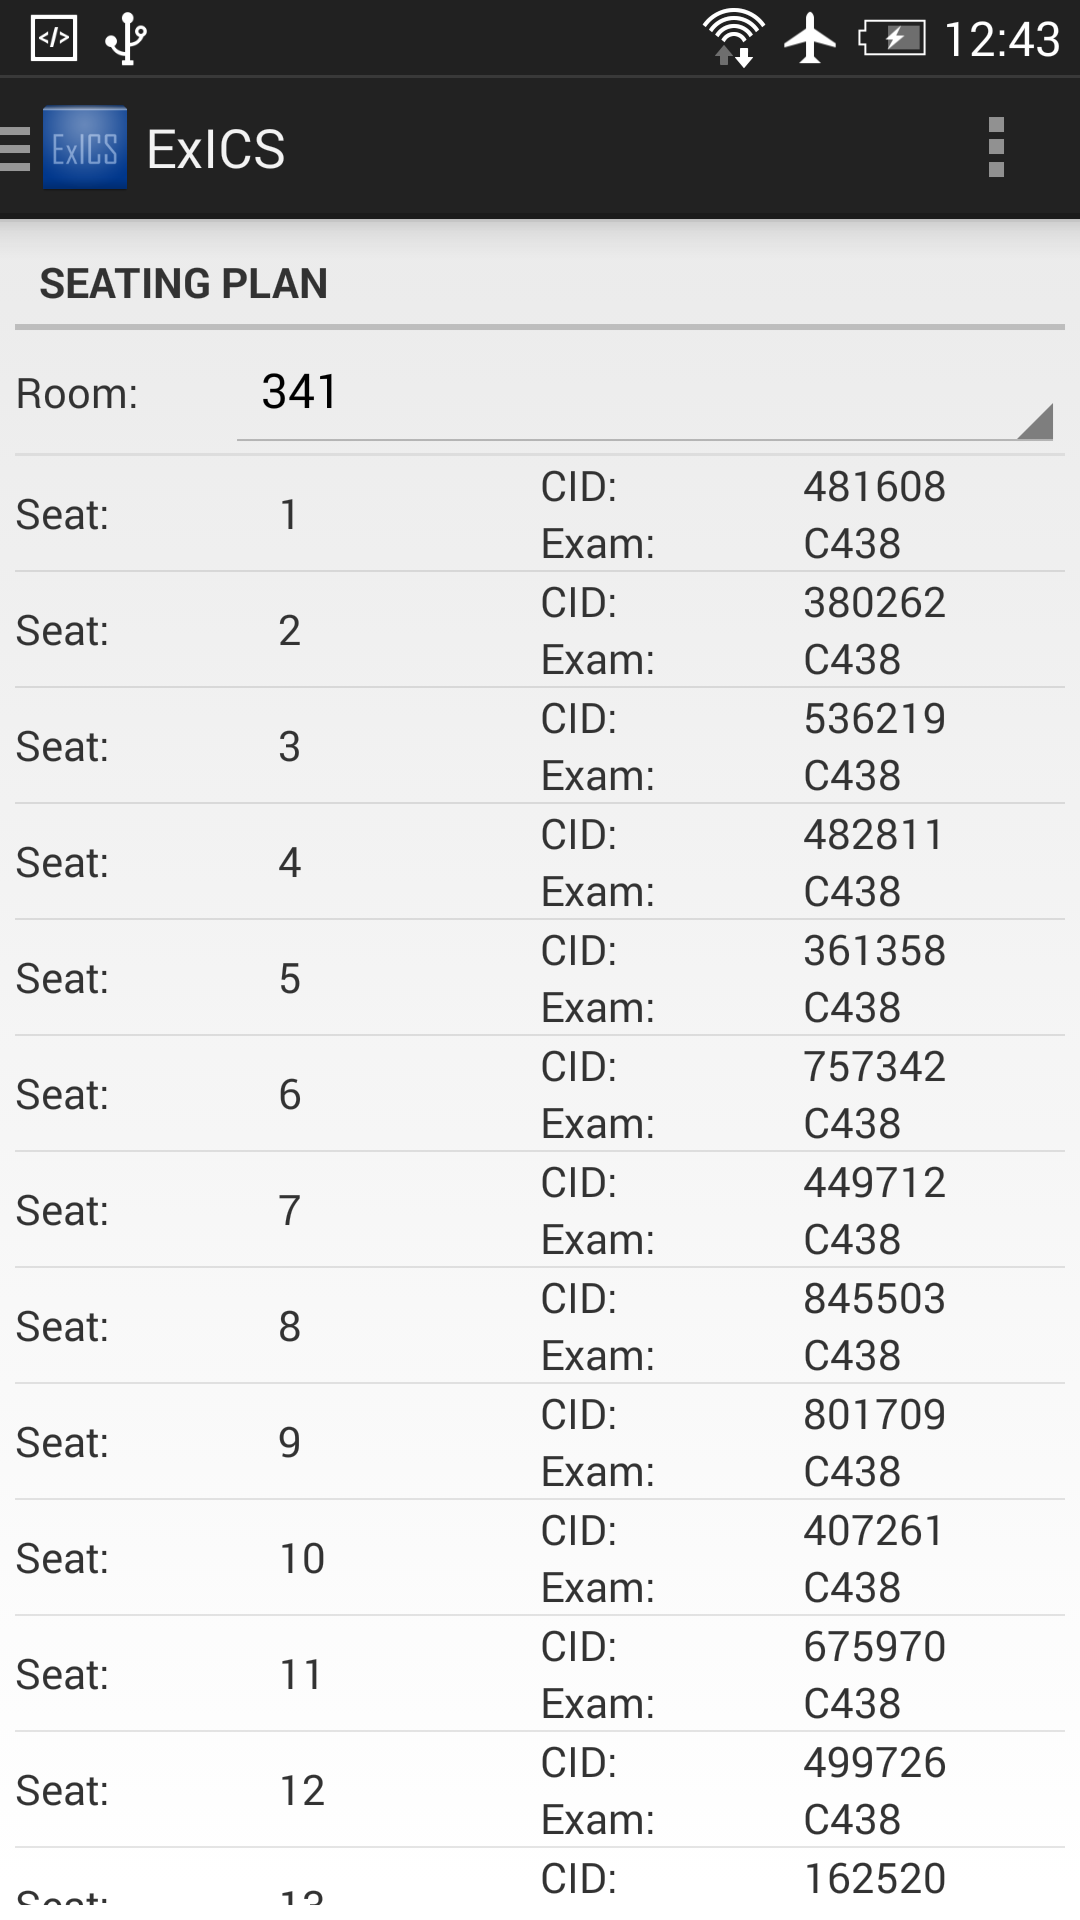 12:43
ExICS ExICS
SEATING PLAN
Room: 341
Seat: 1 CID: 481608
Exam: C438
Seat: 2 CID: 380262
Exam: C438
Seat: 3 CID: 536219
Exam: C438
Seat: 4 CID: 482811
Exam: C438
Seat: 5 CID: 361358
Exam: C438
Seat: 6 CID: 757342
Exam: C438
Seat: 7 CID: 449712
Exam: C438
Seat: 8 CID: 845503
Exam: C438
Seat: 9 CID: 801709
Exam: C438
Seat: 10 CID: 407261
Exam: C438
Seat: 11 CID: 675970
Exam: C438
Seat: 12 CID: 499726
Exam: C438
Seat: 13 CID: 162520